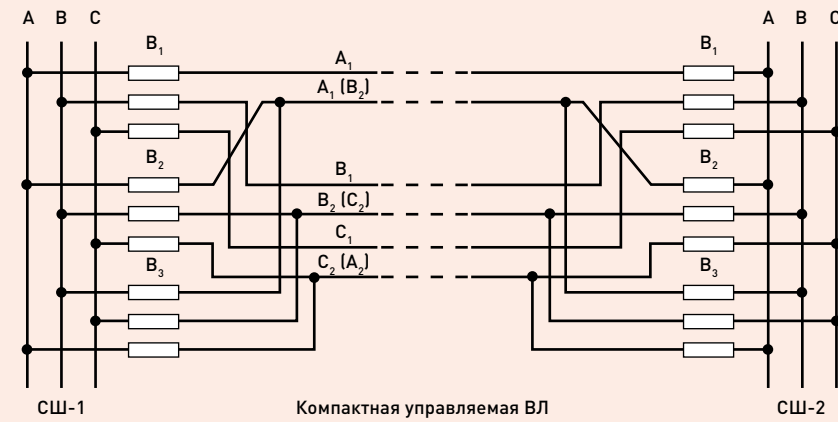 A B C
A B C
B₁
A₁
B₁
A₁ (B₂)
B₂
B₁
B₂
B₂ (C₂)
C₁
B₃
C₂ (A₂)
B₃
СШ-1
Компактная управляемая ВЛ
СШ-2